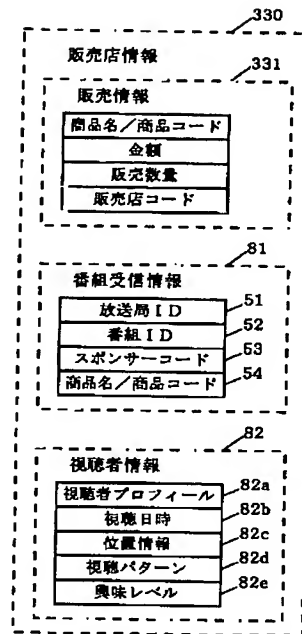 330
販売店情報
331
販売情報
商品名／商品コード
金額
販売数量
販売店コード
81
番組受信情報
放送局ID
51
番組ID
52
スポンサーコード
53
商品名／商品コード
54
82
視聴者情報
視聴者プロフィール
82a
視聴日時
82b
位置情報
82c
視聴パターン
82d
興味レベル
82e